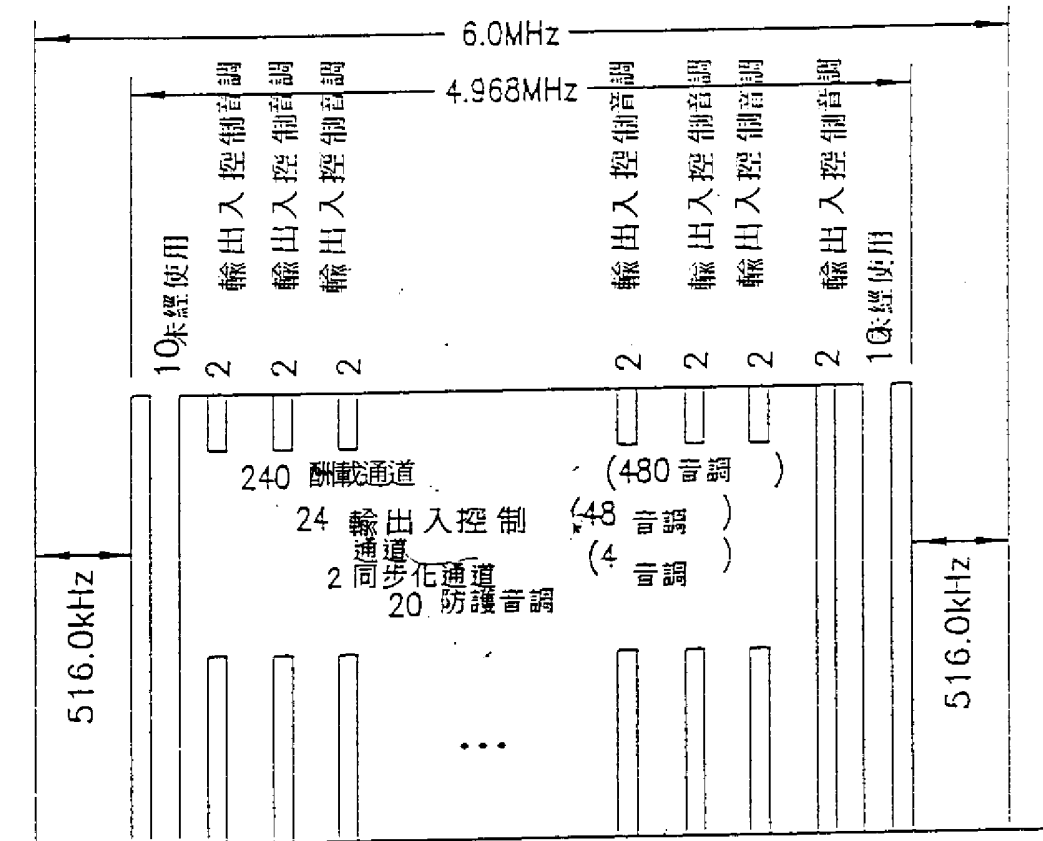 6.0MHz
4.968MHz
輸出入控制音調
輸出入控制音調
輸出入控制音調
輸出入控制音調
輸出入控制音調
輸出入控制音調
輸出入控制音調
10未經使用
10未經使用
2
2
2
2
2
2
2
240 酬載通道 (480 音調)
24 輸出入控制 (48 音調)
通道 (4 音調)
2 同步化通道
20 防護音調
516.0kHz
516.0kHz
...